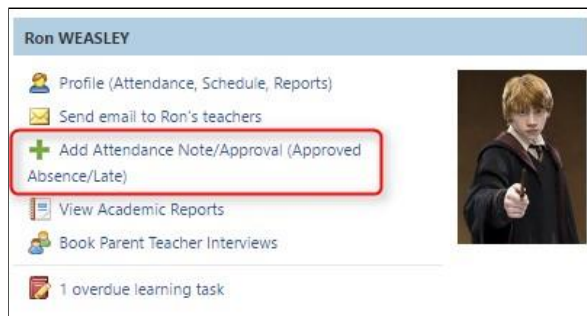 Ron WEASLEY
Profile (Attendance, Schedule, Reports)
Send email to Ron's teachers
Add Attendance Note/Approval (Approved
Absence/Late)
View Academic Reports
Book Parent Teacher Interviews
1 overdue learning task